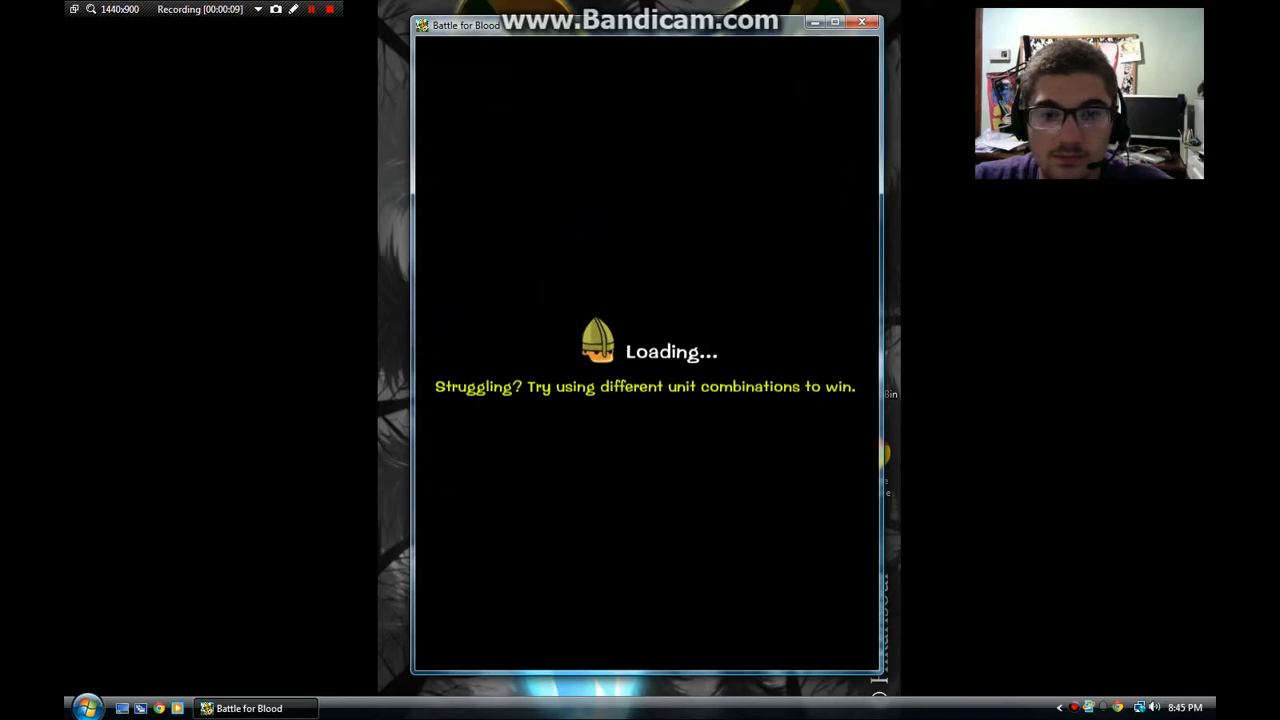 1440x900 Recording [00:00:09]
www.Bandicam.com
Battle for Blood
Loading...
Struggling? Try using different unit combinations to win.
Bin
e
e
Battle for Blood
8:45 PM